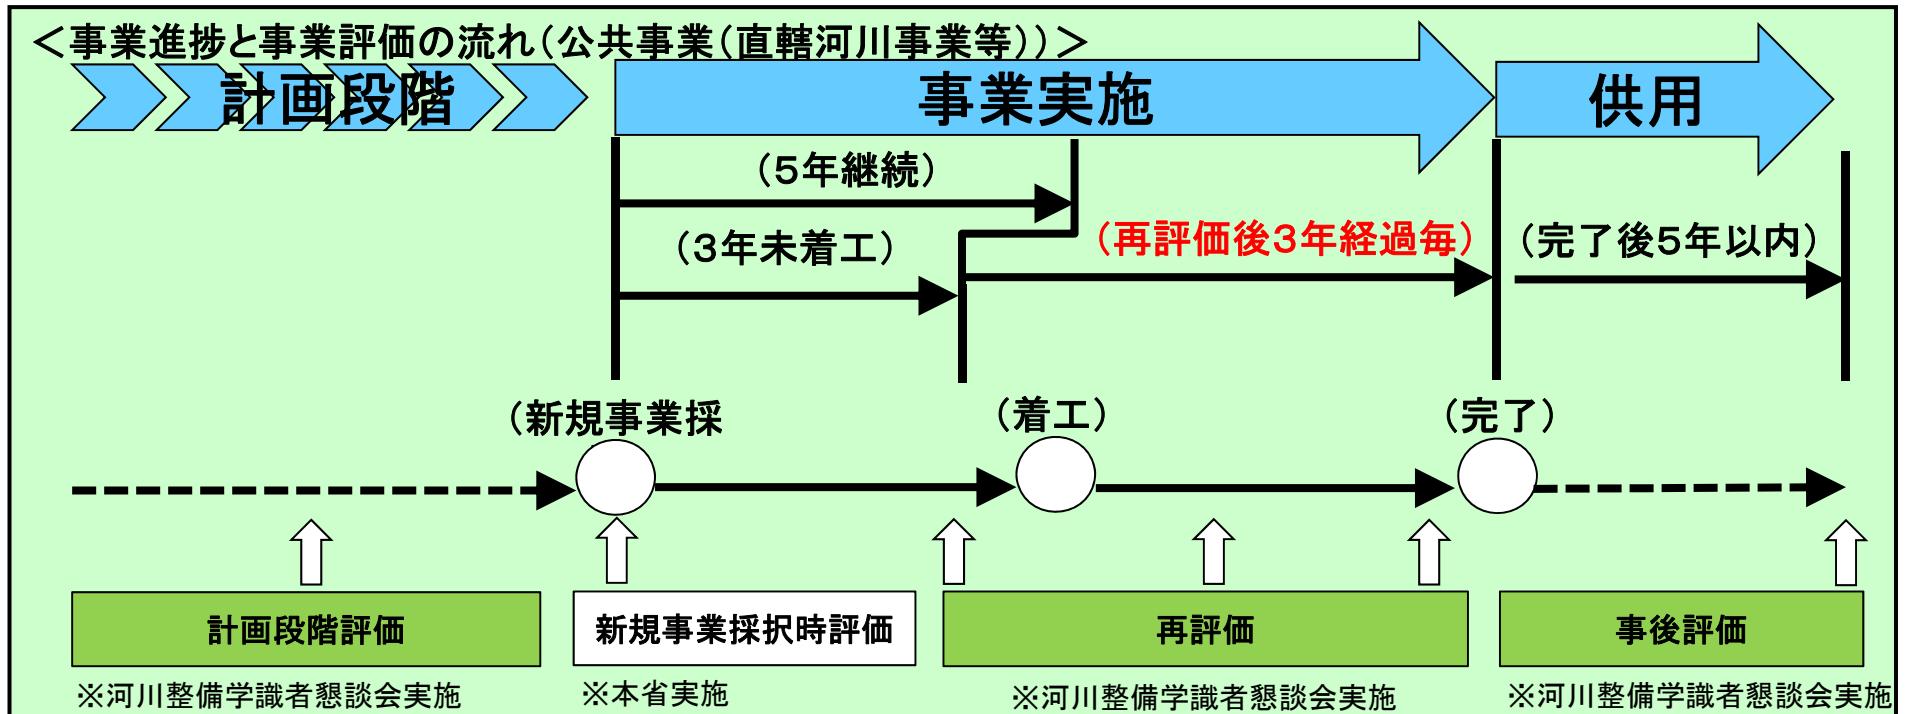 ＜事業進捗と事業評価の流れ（公共事業（直轄河川事業等））＞
計画段階
事業実施
供用
（５年継続）
（３年未着工）
（再評価後３年経過毎）
（完了後５年以内）
（新規事業採
（着工）
（完了）
計画段階評価
新規事業採択時評価
再評価
事後評価
※河川整備学識者懇談会実施
※本省実施
※河川整備学識者懇談会実施
※河川整備学識者懇談会実施